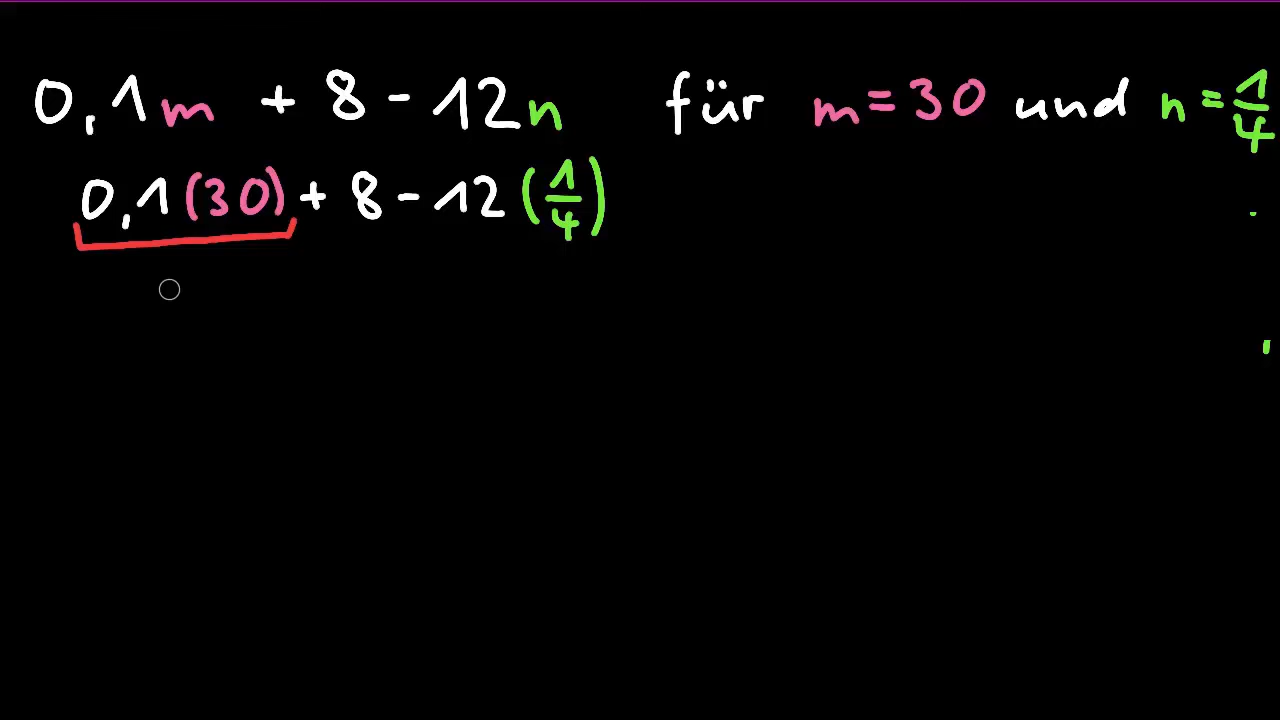 0,1m + 8 - 12n für m = 30 und n = 1/4
0,1(30) + 8 - 12(1/4)